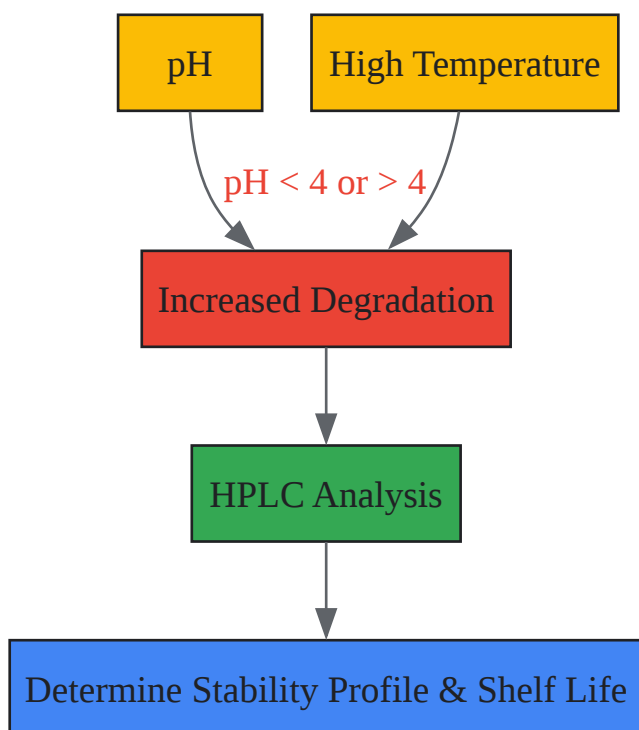 pH
High Temperature
pH < 4 or > 4
Increased Degradation
HPLC Analysis
Determine Stability Profile & Shelf Life